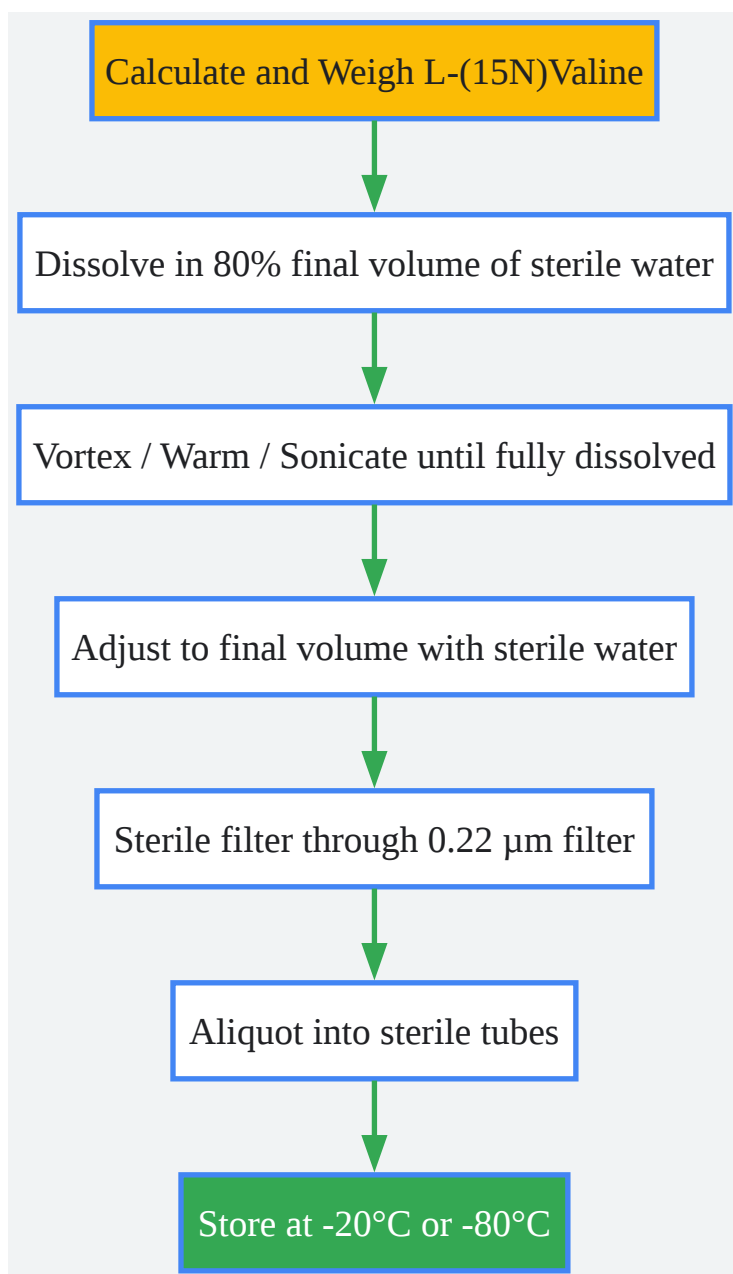 Calculate and Weigh L-(15N)Valine
Dissolve in 80% final volume of sterile water
Vortex / Warm / Sonicate until fully dissolved
Adjust to final volume with sterile water
Sterile filter through 0.22 µm filter
Aliquot into sterile tubes
Store at -20°C or -80°C